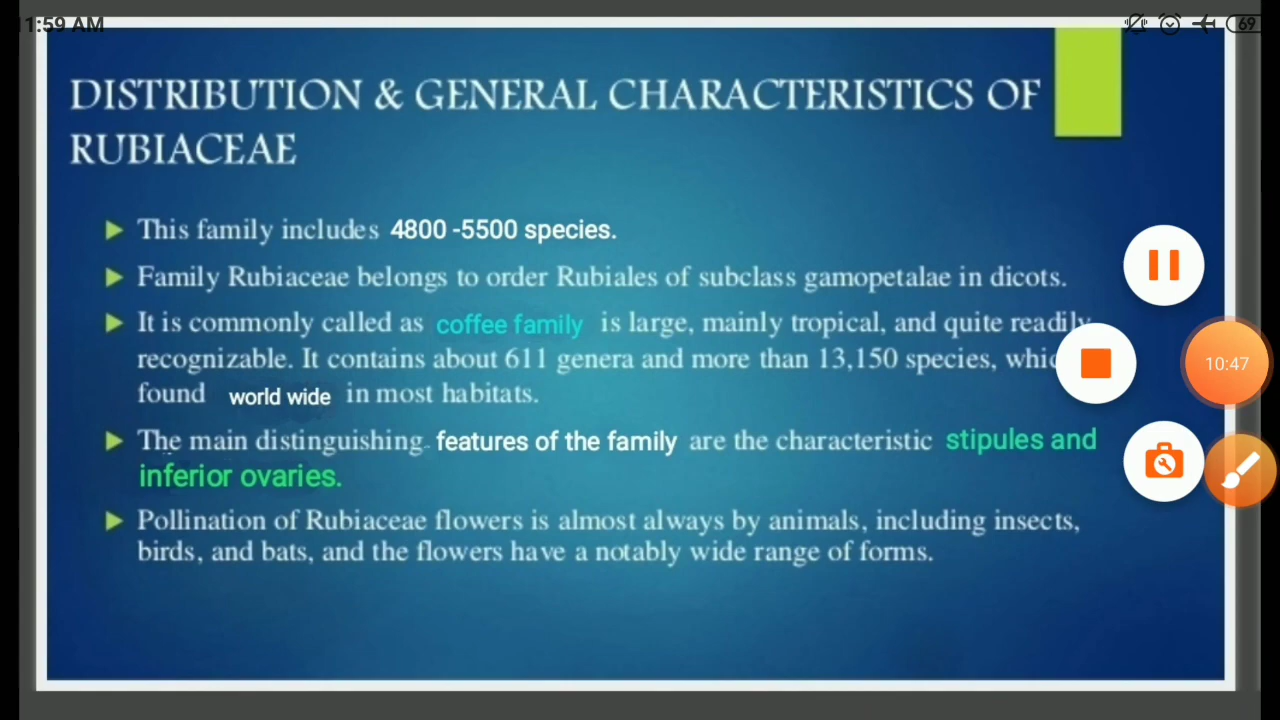 11:59 AM
69
DISTRIBUTION & GENERAL CHARACTERISTICS OF
RUBIACEAE
This family includes 4800 -5500 species.
Family Rubiaceae belongs to order Rubiales of subclass gamopetalae in dicots.
It is commonly called as coffee family is large, mainly tropical, and quite readily
recognizable. It contains about 611 genera and more than 13,150 species, whic
found world wide in most habitats.
The main distinguishing features of the family are the characteristic stipules and
inferior ovaries.
Pollination of Rubiaceae flowers is almost always by animals, including insects,
birds, and bats, and the flowers have a notably wide range of forms.
10:47